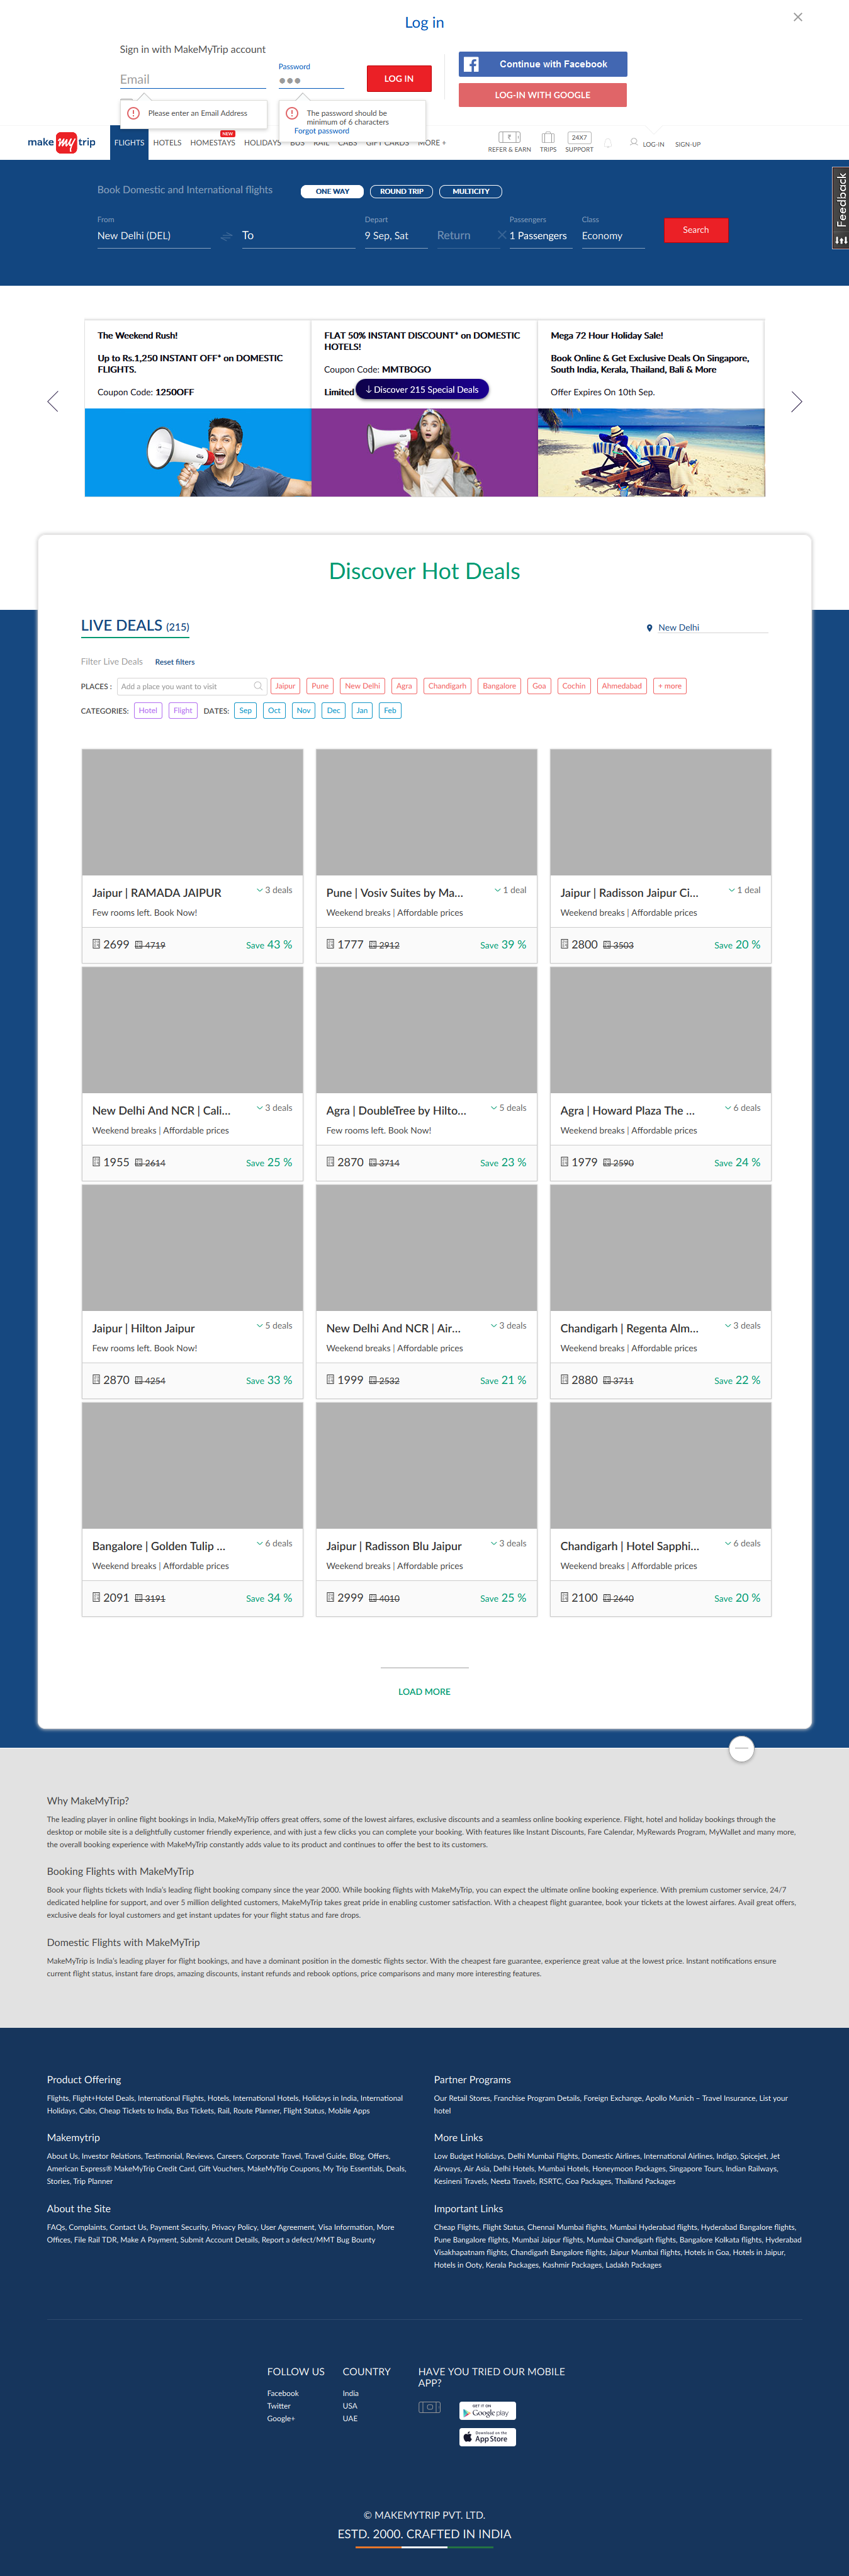 Log in
Sign in with MakeMyTrip account
Email
Password
LOG IN
Continue with Facebook
LOG-IN WITH GOOGLE
Please enter an Email Address
The password should be
minimum of 6 characters
Forgot password
make my trip
FLIGHTS HOTELS HOMESTAYS NEW HOLIDAYS BUS RAIL CABS GIFT CARDS MORE +
REFER & EARN TRIPS 24X7 SUPPORT LOG-IN SIGN-UP
Book Domestic and International flights
ONE WAY ROUND TRIP MULTICITY
Feedback
From Depart Passengers Class
New Delhi (DEL) To 9 Sep, Sat Return 1 Passengers Economy
Search
The Weekend Rush!
Up to Rs.1,250 INSTANT OFF* on DOMESTIC
FLIGHTS.
Coupon Code: 1250OFF
FLAT 50% INSTANT DISCOUNT* on DOMESTIC
HOTELS!
Coupon Code: MMTBOGO
Limited
Discover 215 Special Deals
Mega 72 Hour Holiday Sale!
Book Online & Get Exclusive Deals On Singapore,
South India, Kerala, Thailand, Bali & More
Offer Expires On 10th Sep.
Discover Hot Deals
LIVE DEALS (215)
New Delhi
Filter Live Deals Reset filters
PLACES : Add a place you want to visit Jaipur Pune New Delhi Agra Chandigarh Bangalore Goa Cochin Ahmedabad + more
CATEGORIES: Hotel Flight DATES: Sep Oct Nov Dec Jan Feb
Jaipur | RAMADA JAIPUR 3 deals
Few rooms left. Book Now!
2699 4719 Save 43 %
Pune | Vosiv Suites by Ma... 1 deal
Weekend breaks | Affordable prices
1777 2912 Save 39 %
Jaipur | Radisson Jaipur Ci... 1 deal
Weekend breaks | Affordable prices
2800 3503 Save 20 %
New Delhi And NCR | Cali... 3 deals
Weekend breaks | Affordable prices
1955 2614 Save 25 %
Agra | DoubleTree by Hilto... 5 deals
Few rooms left. Book Now!
2870 3714 Save 23 %
Agra | Howard Plaza The ... 6 deals
Weekend breaks | Affordable prices
1979 2590 Save 24 %
Jaipur | Hilton Jaipur 5 deals
Few rooms left. Book Now!
2870 4254 Save 33 %
New Delhi And NCR | Air... 3 deals
Weekend breaks | Affordable prices
1999 2532 Save 21 %
Chandigarh | Regenta Alm... 3 deals
Weekend breaks | Affordable prices
2880 3711 Save 22 %
Bangalore | Golden Tulip ... 6 deals
Weekend breaks | Affordable prices
2091 3191 Save 34 %
Jaipur | Radisson Blu Jaipur 3 deals
Weekend breaks | Affordable prices
2999 4010 Save 25 %
Chandigarh | Hotel Sapphi... 6 deals
Weekend breaks | Affordable prices
2100 2640 Save 20 %
LOAD MORE
Why MakeMyTrip?
The leading player in online flight bookings in India, MakeMyTrip offers great offers, some of the lowest airfares, exclusive discounts and a seamless online booking experience. Flight, hotel and holiday bookings through the
desktop or mobile site is a delightfully customer friendly experience, and with just a few clicks you can complete your booking. With features like Instant Discounts, Fare Calendar, MyRewards Program, MyWallet and many more,
the overall booking experience with MakeMyTrip constantly adds value to its product and continues to offer the best to its customers.
Booking Flights with MakeMyTrip
Book your flights tickets with India's leading flight booking company since the year 2000. While booking flights with MakeMyTrip, you can expect the ultimate online booking experience. With premium customer service, 24/7
dedicated helpline for support, and over 5 million delighted customers, MakeMyTrip takes great pride in enabling customer satisfaction. With a cheapest flight guarantee, book your tickets at the lowest airfares. Avail great offers,
exclusive deals for loyal customers and get instant updates for your flight status and fare drops.
Domestic Flights with MakeMyTrip
MakeMyTrip is India's leading player for flight bookings, and have a dominant position in the domestic flights sector. With the cheapest fare guarantee, experience great value at the lowest price. Instant notifications ensure
current flight status, instant fare drops, amazing discounts, instant refunds and rebook options, price comparisons and many more interesting features.
Product Offering
Flights, Flight+Hotel Deals, International Flights, Hotels, International Hotels, Holidays in India, International
Holidays, Cabs, Cheap Tickets to India, Bus Tickets, Rail, Route Planner, Flight Status, Mobile Apps
Partner Programs
Our Retail Stores, Franchise Program Details, Foreign Exchange, Apollo Munich – Travel Insurance, List your
hotel
Makemytrip
About Us, Investor Relations, Testimonial, Reviews, Careers, Corporate Travel, Travel Guide, Blog, Offers,
American Express® MakeMyTrip Credit Card, Gift Vouchers, MakeMyTrip Coupons, My Trip Essentials, Deals,
Stories, Trip Planner
More Links
Low Budget Holidays, Delhi Mumbai Flights, Domestic Airlines, International Airlines, Indigo, Spicejet, Jet
Airways, Air Asia, Delhi Hotels, Mumbai Hotels, Honeymoon Packages, Singapore Tours, Indian Railways,
Kesineni Travels, Neeta Travels, RSRTC, Goa Packages, Thailand Packages
About the Site
FAQs, Complaints, Contact Us, Payment Security, Privacy Policy, User Agreement, Visa Information, More
Offices, File Rail TDR, Make A Payment, Submit Account Details, Report a defect/MMT Bug Bounty
Important Links
Cheap Flights, Flight Status, Chennai Mumbai flights, Mumbai Hyderabad flights, Hyderabad Bangalore flights,
Pune Bangalore flights, Mumbai Jaipur flights, Mumbai Chandigarh flights, Bangalore Kolkata flights, Hyderabad
Visakhapatnam flights, Chandigarh Bangalore flights, Jaipur Mumbai flights, Hotels in Goa, Hotels in Jaipur,
Hotels in Ooty, Kerala Packages, Kashmir Packages, Ladakh Packages
FOLLOW US
Facebook
Twitter
Google+
COUNTRY
India
USA
UAE
HAVE YOU TRIED OUR MOBILE
APP?
GET IT ON
Google play
Download on the
App Store
© MAKEMYTRIP PVT. LTD.
ESTD. 2000. CRAFTED IN INDIA